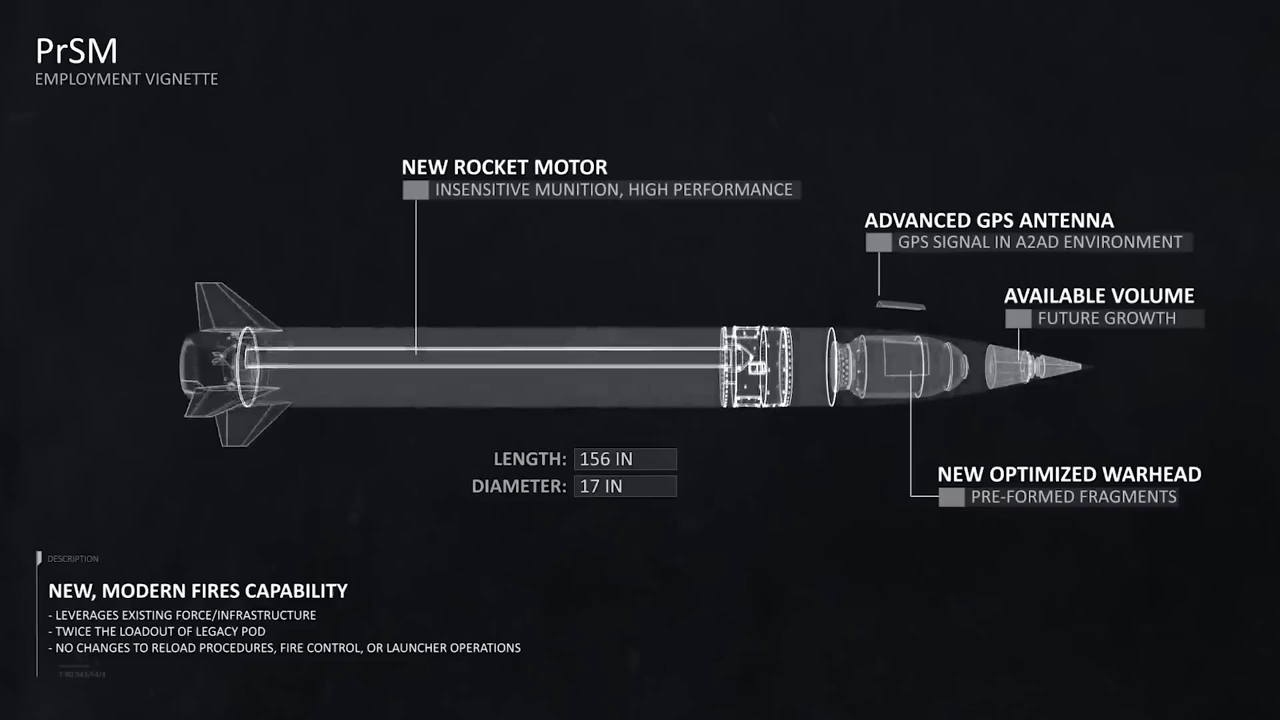 PrSM
EMPLOYMENT VIGNETTE
NEW ROCKET MOTOR
INSENSITIVE MUNITION, HIGH PERFORMANCE
ADVANCED GPS ANTENNA
GPS SIGNAL IN A2AD ENVIRONMENT
AVAILABLE VOLUME
FUTURE GROWTH
LENGTH: 156 IN
DIAMETER: 17 IN
NEW OPTIMIZED WARHEAD
PRE-FORMED FRAGMENTS
DESCRIPTION
NEW, MODERN FIRES CAPABILITY
- LEVERAGES EXISTING FORCE/INFRASTRUCTURE
- TWICE THE LOADOUT OF LEGACY POD
- NO CHANGES TO RELOAD PROCEDURES, FIRE CONTROL, OR LAUNCHER OPERATIONS